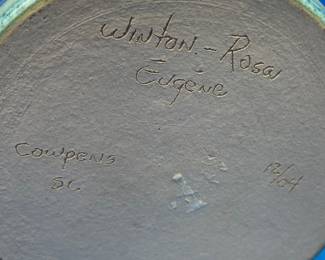 Winton - Rosa
Eugene
Cowpens
SC
12/04